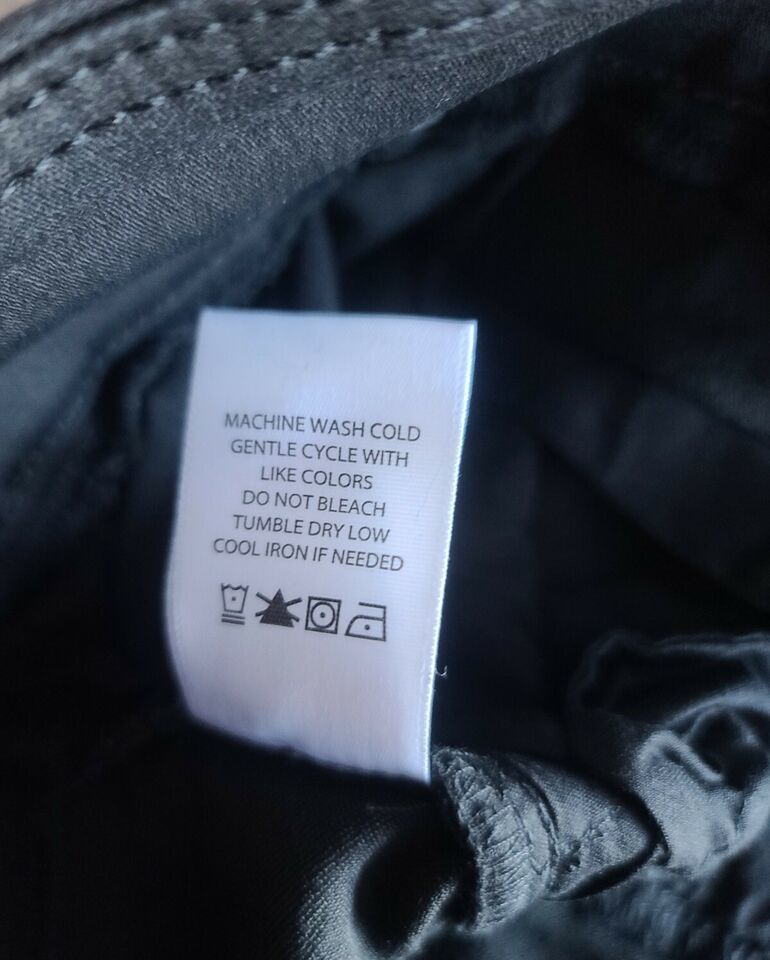 MACHINE WASH COLD
GENTLE CYCLE WITH
LIKE COLORS
DO NOT BLEACH
TUMBLE DRY LOW
COOL IRON IF NEEDED